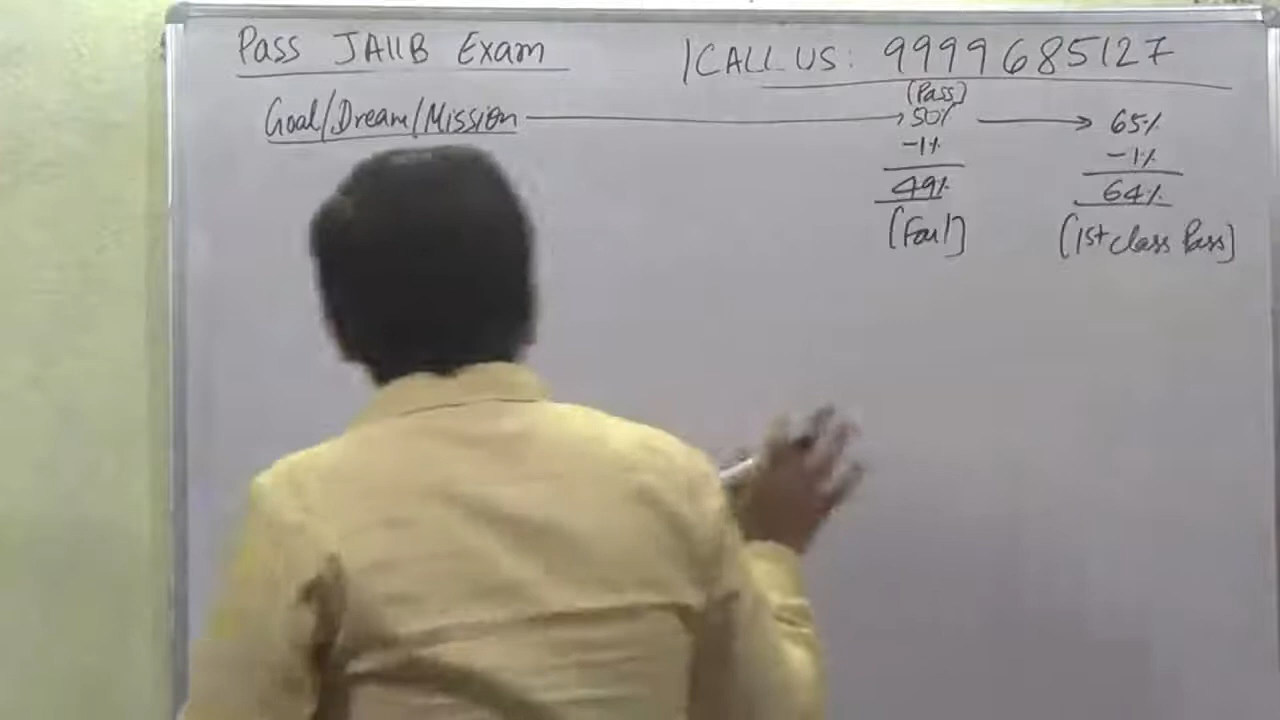 Pass JAIIB Exam
/CALL US: 9999685127
(Pass)
Goal/Dream/Mission → 50% → 65%
-1% -1%
49% 64%
(Fail) (1st class Pass)